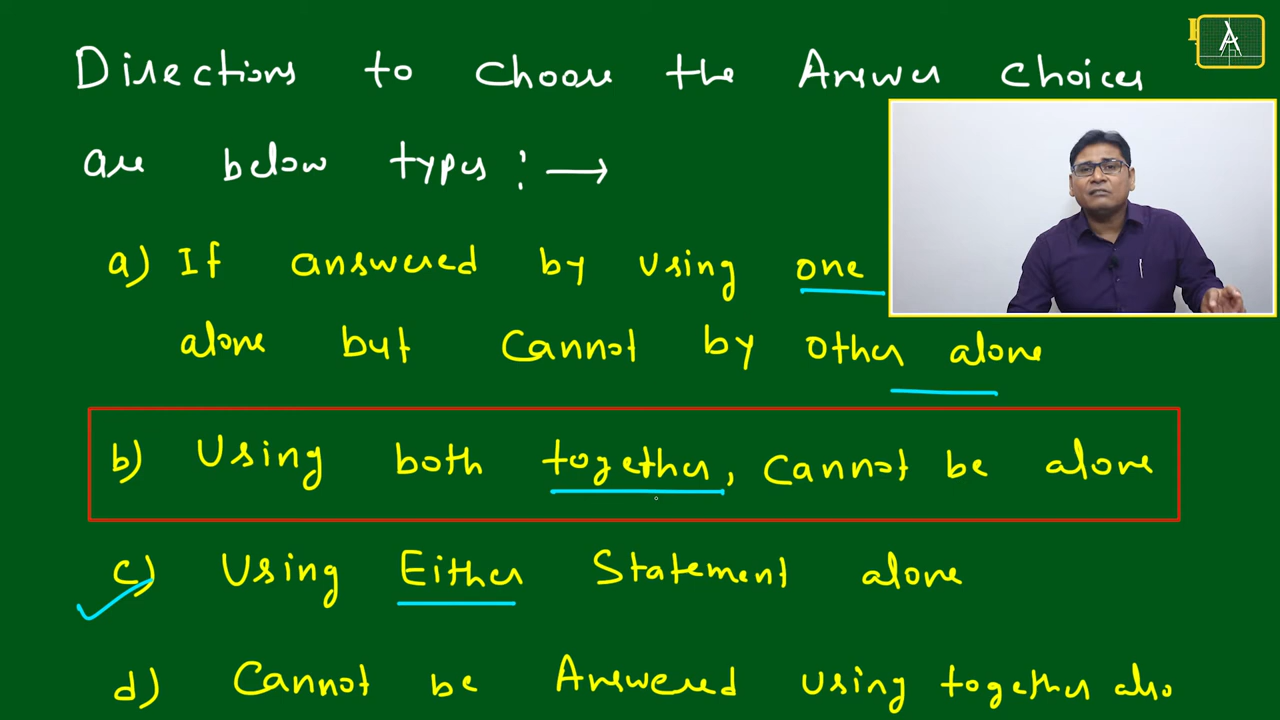 Directions to choose the Answer choices
are below types : →
a) If answered by using one
alone but cannot by other alone
b) Using both together, cannot be alone
c) Using Either Statement alone
d) Cannot be Answered using together also